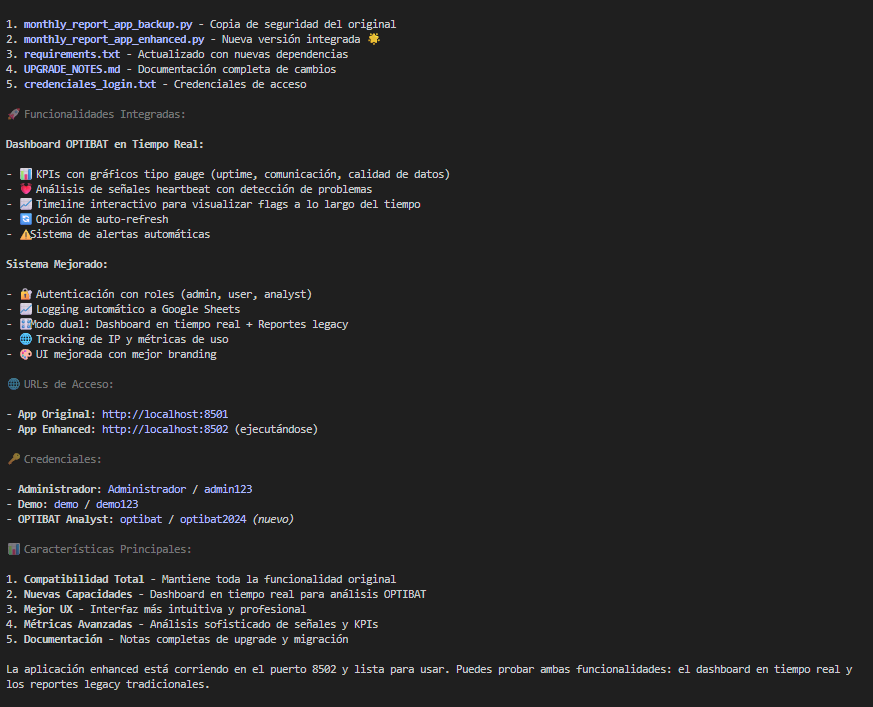 1. monthly_report_app_backup.py - Copia de seguridad del original
2. monthly_report_app_enhanced.py - Nueva versión integrada 🌟
3. requirements.txt - Actualizado con nuevas dependencias
4. UPGRADE_NOTES.md - Documentación completa de cambios
5. credenciales_login.txt - Credenciales de acceso
🚀 Funcionalidades Integradas:
Dashboard OPTIBAT en Tiempo Real:
- 📊 KPIs con gráficos tipo gauge (uptime, comunicación, calidad de datos)
- 💓 Análisis de señales heartbeat con detección de problemas
- 📈 Timeline interactivo para visualizar flags a lo largo del tiempo
- 🔄 Opción de auto-refresh
- ⚠️Sistema de alertas automáticas
Sistema Mejorado:
- 🔐 Autenticación con roles (admin, user, analyst)
- 📈 Logging automático a Google Sheets
- 🎛️Modo dual: Dashboard en tiempo real + Reportes legacy
- 🌐 Tracking de IP y métricas de uso
- 🎨 UI mejorada con mejor branding
🌐 URLs de Acceso:
- App Original: http://localhost:8501
- App Enhanced: http://localhost:8502 (ejecutándose)
🔑 Credenciales:
- Administrador: Administrador / admin123
- Demo: demo / demo123
- OPTIBAT Analyst: optibat / optibat2024 (nuevo)
📊 Características Principales:
1. Compatibilidad Total - Mantiene toda la funcionalidad original
2. Nuevas Capacidades - Dashboard en tiempo real para análisis OPTIBAT
3. Mejor UX - Interfaz más intuitiva y profesional
4. Métricas Avanzadas - Análisis sofisticado de señales y KPIs
5. Documentación - Notas completas de upgrade y migración
La aplicación enhanced está corriendo en el puerto 8502 y lista para usar. Puedes probar ambas funcionalidades: el dashboard en tiempo real y
los reportes legacy tradicionales.